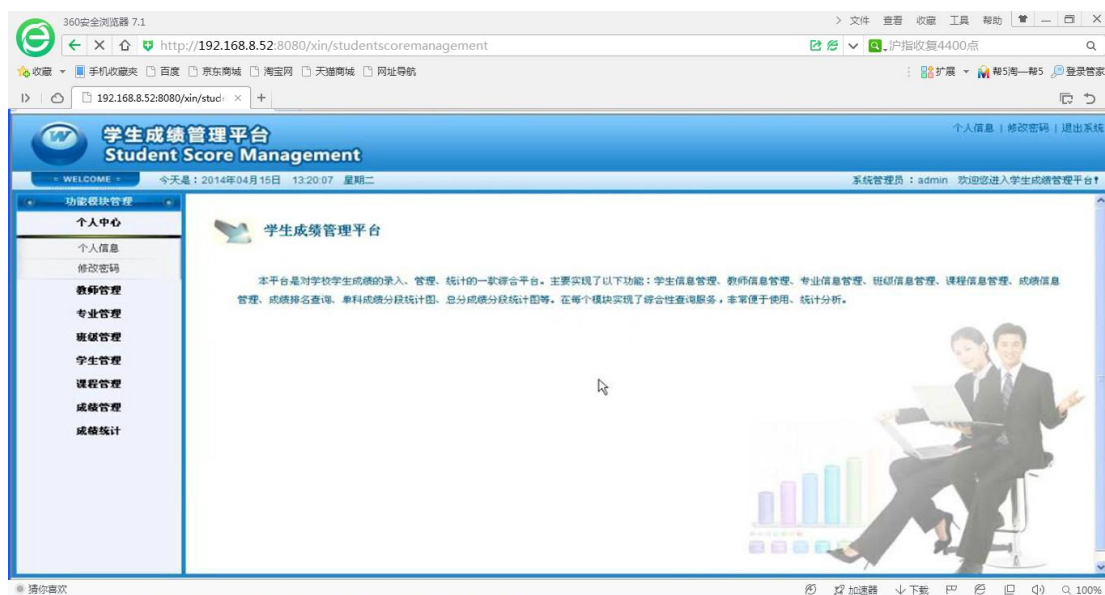 360安全浏览器 7.1
文件 查看 收藏 工具 帮助
http://192.168.8.52:8080/xin/studentscoremanagement
沪指收复4400点
收藏 手机收藏夹 百度 京东商城 淘宝网 天猫商城 网址导航
扩展 帮5淘—帮5 登录管家
192.168.8.52:8080/xin/stud
学生成绩管理平台
Student Score Management
个人信息 | 修改密码 | 退出系统
WELCOME
今天是：2014年04月15日 13:20:07 星期二
系统管理员：admin 欢迎您进入学生成绩管理平台！
功能模块管理
个人中心
个人信息
修改密码
教师管理
专业管理
班级管理
学生管理
课程管理
成绩管理
成绩统计
学生成绩管理平台
本平台是对学校学生成绩的录入、管理、统计的一款综合平台。主要实现了以下功能：学生信息管理、教师信息管理、专业信息管理、班级信息管理、课程信息管理、成绩信息
管理、成绩排名查询、单科成绩分段统计图、总分成绩分段统计图等。在每个模块实现了综合性查询服务，非常便于使用、统计分析。
猜你喜欢
加速器 下载 100%